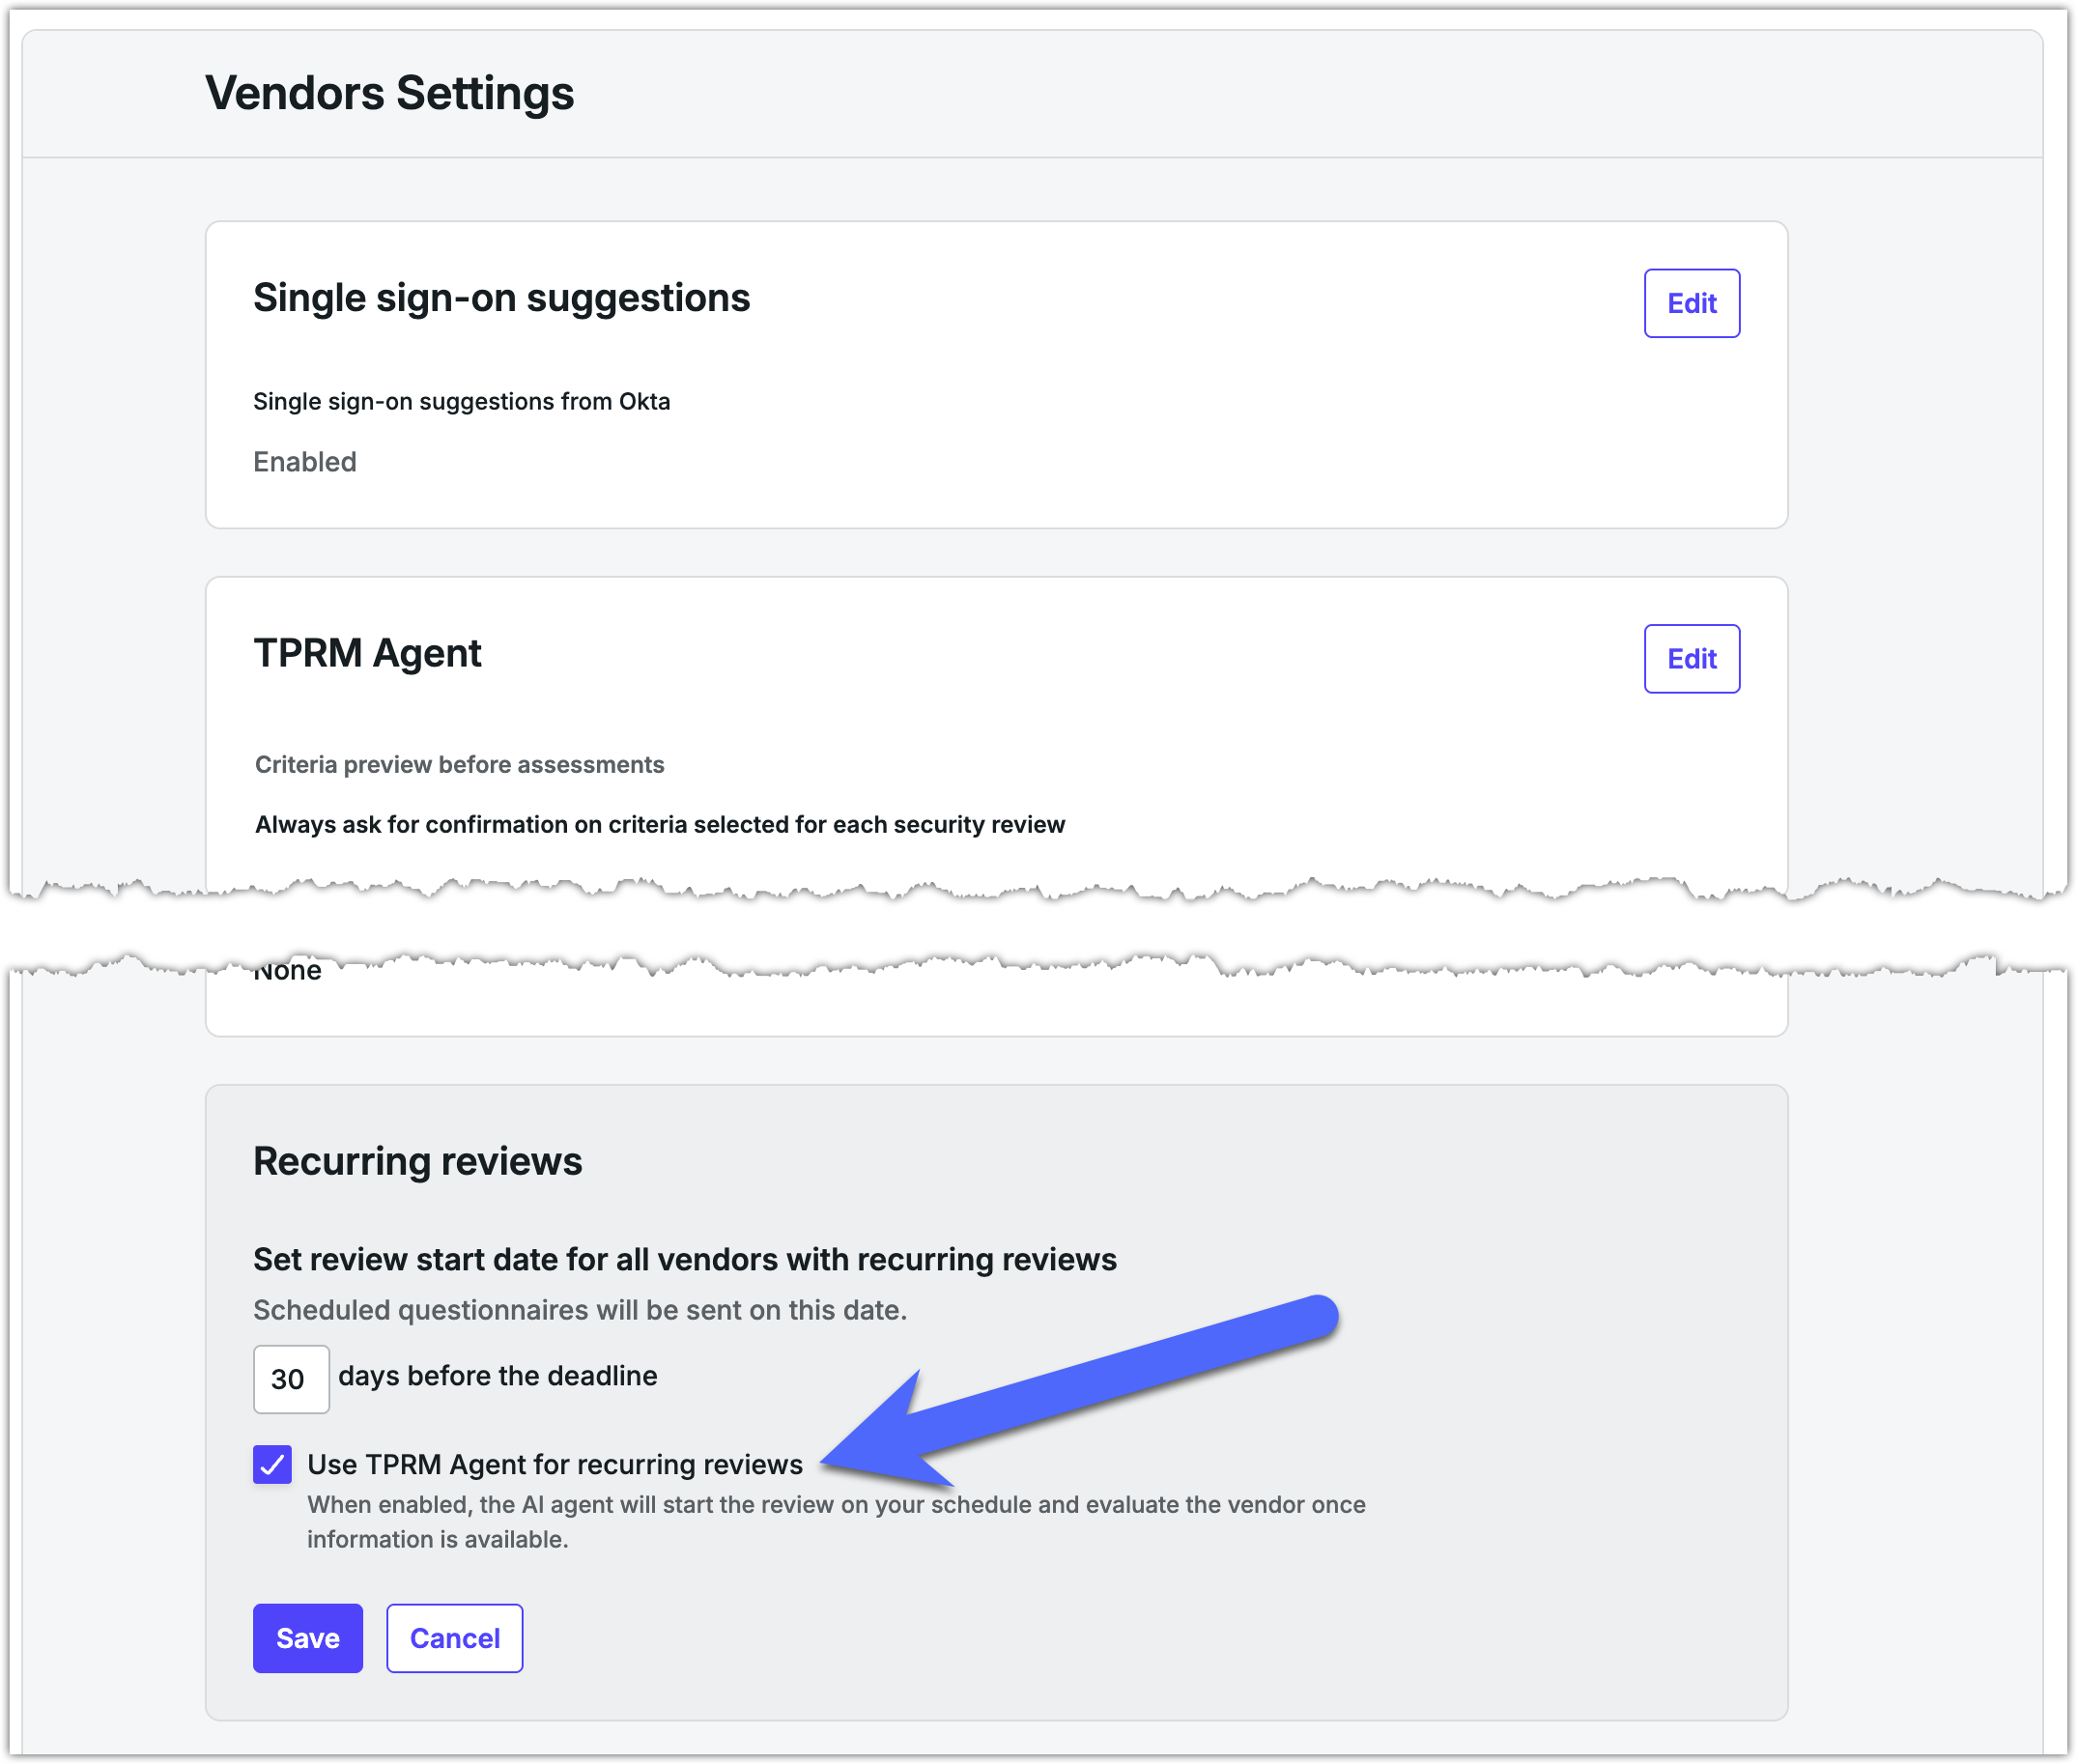 Vendors Settings
Single sign-on suggestions
Edit
Single sign-on suggestions from Okta
Enabled
TPRM Agent
Edit
Criteria preview before assessments
Always ask for confirmation on criteria selected for each security review
None
Recurring reviews
Set review start date for all vendors with recurring reviews
Scheduled questionnaires will be sent on this date.
30 days before the deadline
Use TPRM Agent for recurring reviews
When enabled, the AI agent will start the review on your schedule and evaluate the vendor once
information is available.
Save Cancel